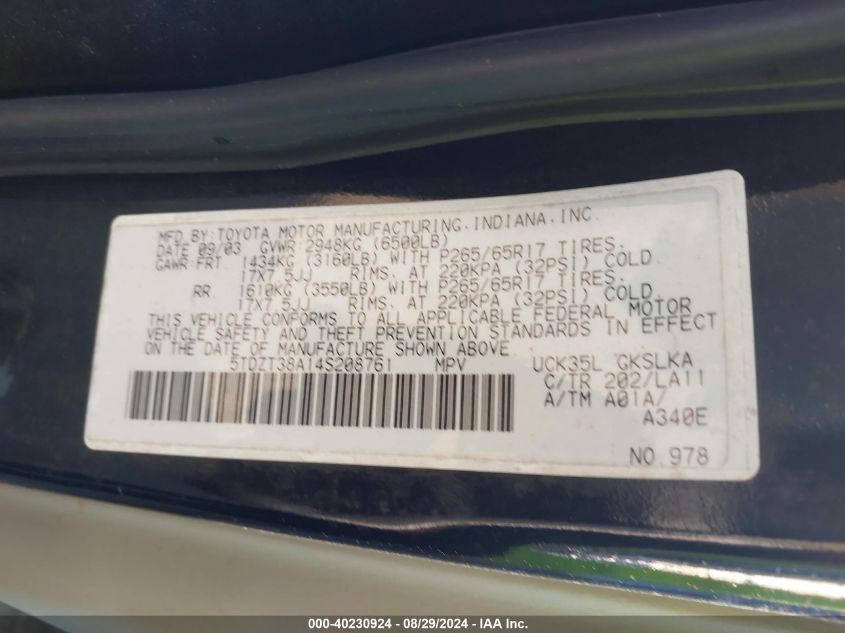 MFD.BY:TOYOTA MOTOR MANUFACTURING.INDIANA.INC.
DATE 09/03 GVWR 2948KG (6500LB)
GAWR:FRT. 1434KG (3160LB) WITH P265/65R17 TIRES.
17X7.5JJ RIMS. AT 220KPA (32PSI) COLD
RR. 1610KG (3550LB) WITH P265/65R17 TIRES.
17X7.5JJ RIMS. AT 220KPA (32PSI) COLD.
THIS VEHICLE CONFORMS TO ALL APPLICABLE FEDERAL MOTOR
VEHICLE SAFETY AND THEFT PREVENTION STANDARDS IN EFFECT
ON THE DATE OF MANUFACTURE SHOWN ABOVE.
5TDZT38A14S208761 MPV UCK35L GKSLKA
C/TR 202/LA11
A/TM A01A/
A340E
NO.978
000-40230924 - 08/29/2024 - IAA Inc.